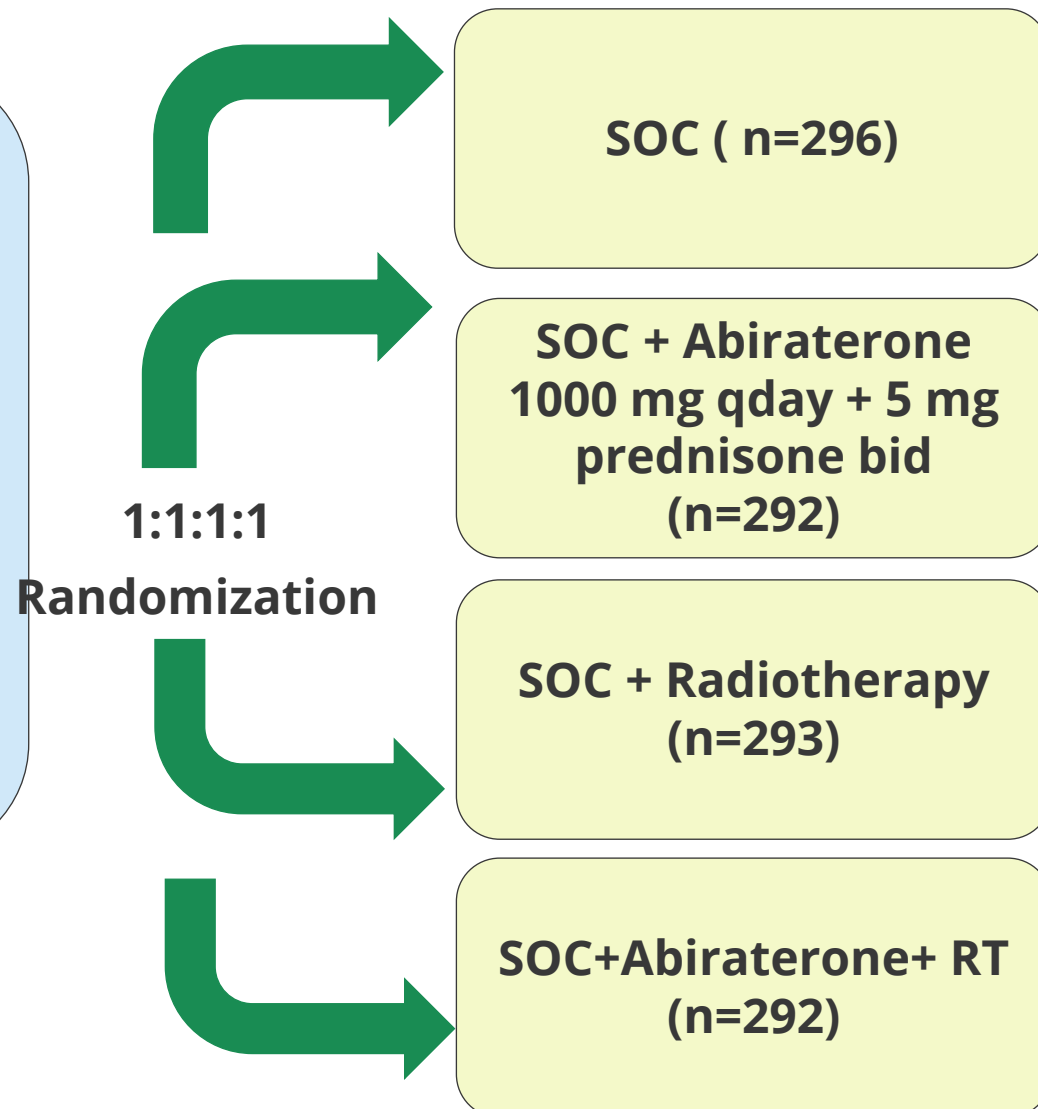 SOC ( n=296)
SOC + Abiraterone
1000 mg qday + 5 mg
prednisone bid
(n=292)
1:1:1:1
Randomization
SOC + Radiotherapy
(n=293)
SOC+Abiraterone+ RT
(n=292)